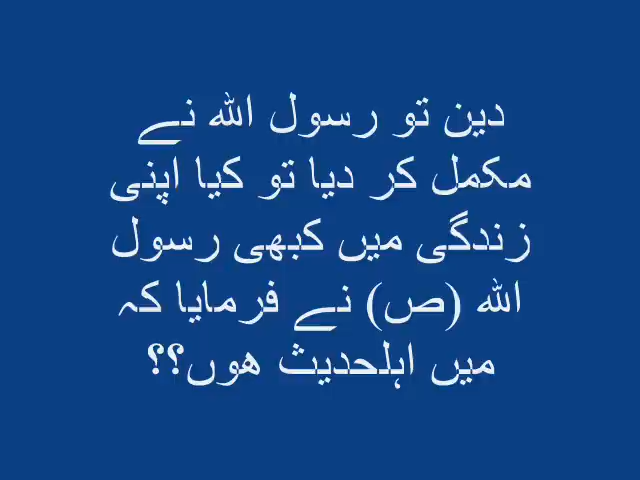 دین تو رسول اللہ نے
مکمل کر دیا تو کیا اپنی
زندگی میں کبھی رسول
اللہ (ص) نے فرمایا کہ
میں اہلحدیث ھوں؟؟